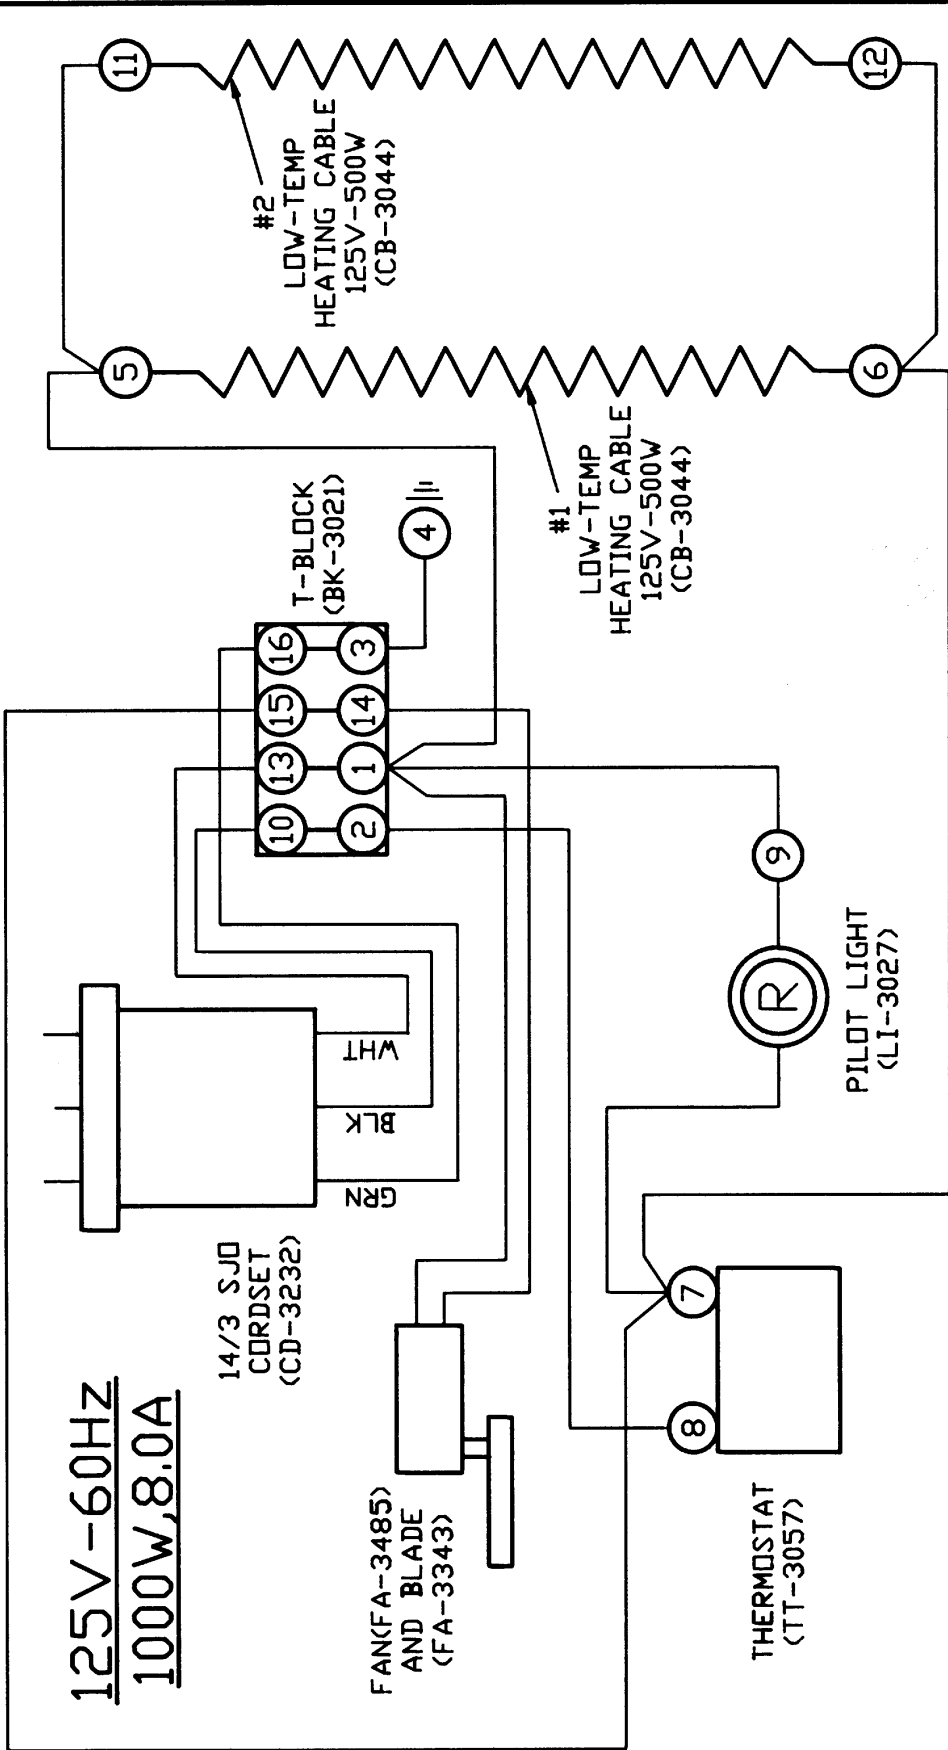 125V-60Hz
1000W,8.0A
14/3 SJO
CORDSET
(CD-3232)
GRN
BLK
WHT
FAN(FA-3485)
AND BLADE
(FA-3343)
THERMOSTAT
(TT-3057)
8
7
PILOT LIGHT
(LI-3027)
R
9
T-BLOCK
(BK-3021)
10
13
15
16
2
1
14
3
4
#1
LOW-TEMP
HEATING CABLE
125V-500W
(CB-3044)
5
6
#2
LOW-TEMP
HEATING CABLE
125V-500W
(CB-3044)
11
12